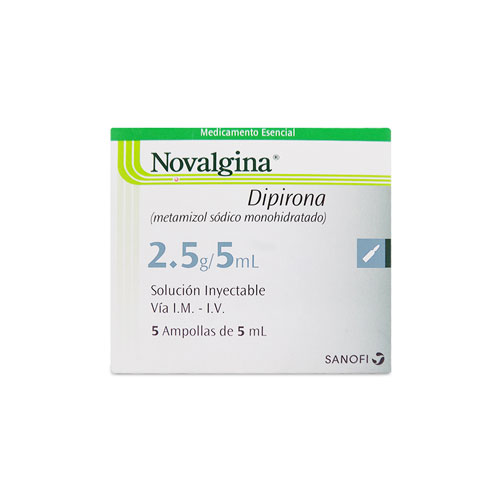 Medicamento Esencial
Novalgina®
Dipirona
(metamizol sódico monohidratado)
2.5g/5mL
Solución Inyectable
Vía I.M. - I.V.
5 Ampollas de 5 mL
SANOFI